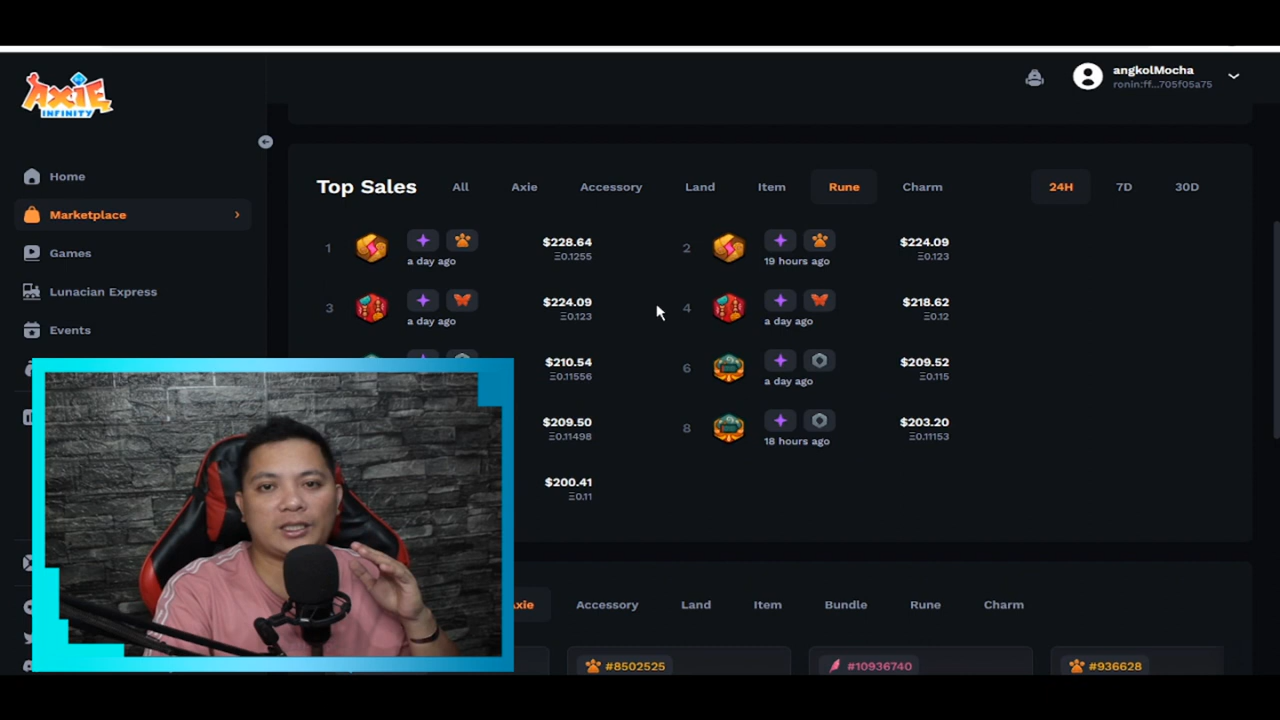 AXIE
INFINITY
angkolMocha
ronin:ff...705f05a75
Home
Marketplace
Games
Lunacian Express
Events
Top Sales All Axie Accessory Land Item Rune Charm 24H 7D 30D
1 a day ago $228.64 Ξ0.1255
2 19 hours ago $224.09 Ξ0.123
3 a day ago $224.09 Ξ0.123
4 a day ago $218.62 Ξ0.12
$210.54 Ξ0.11556
6 a day ago $209.52 Ξ0.115
$209.50 Ξ0.11498
8 18 hours ago $203.20 Ξ0.11153
$200.41 Ξ0.11
Accessory Land Item Bundle Rune Charm
#8502525 #10936740 #936628